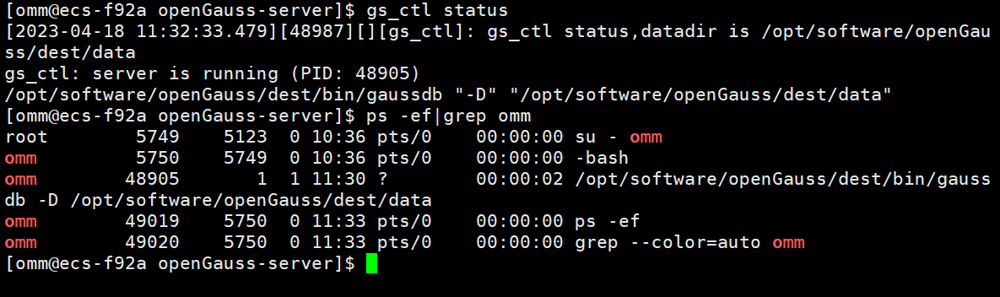 [omm@ecs-f92a openGauss-server]$ gs_ctl status
[2023-04-18 11:32:33.479][48987][][gs_ctl]: gs_ctl status,datadir is /opt/software/openGau
ss/dest/data
gs_ctl: server is running (PID: 48905)
/opt/software/openGauss/dest/bin/gaussdb "-D" "/opt/software/openGauss/dest/data"
[omm@ecs-f92a openGauss-server]$ ps -ef|grep omm
root        5749    5123  0 10:36 pts/0    00:00:00 su - omm
omm         5750    5749  0 10:36 pts/0    00:00:00 -bash
omm        48905       1  1 11:30 ?        00:00:02 /opt/software/openGauss/dest/bin/gauss
db -D /opt/software/openGauss/dest/data
omm        49019    5750  0 11:33 pts/0    00:00:00 ps -ef
omm        49020    5750  0 11:33 pts/0    00:00:00 grep --color=auto omm
[omm@ecs-f92a openGauss-server]$